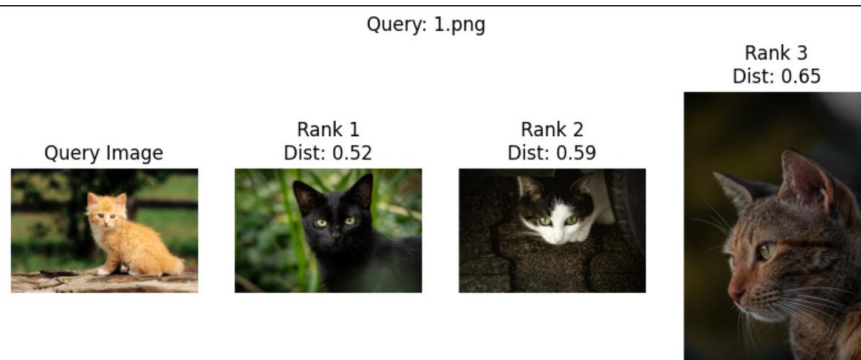 Query: 1.png
Query Image
Rank 1
Dist: 0.52
Rank 2
Dist: 0.59
Rank 3
Dist: 0.65